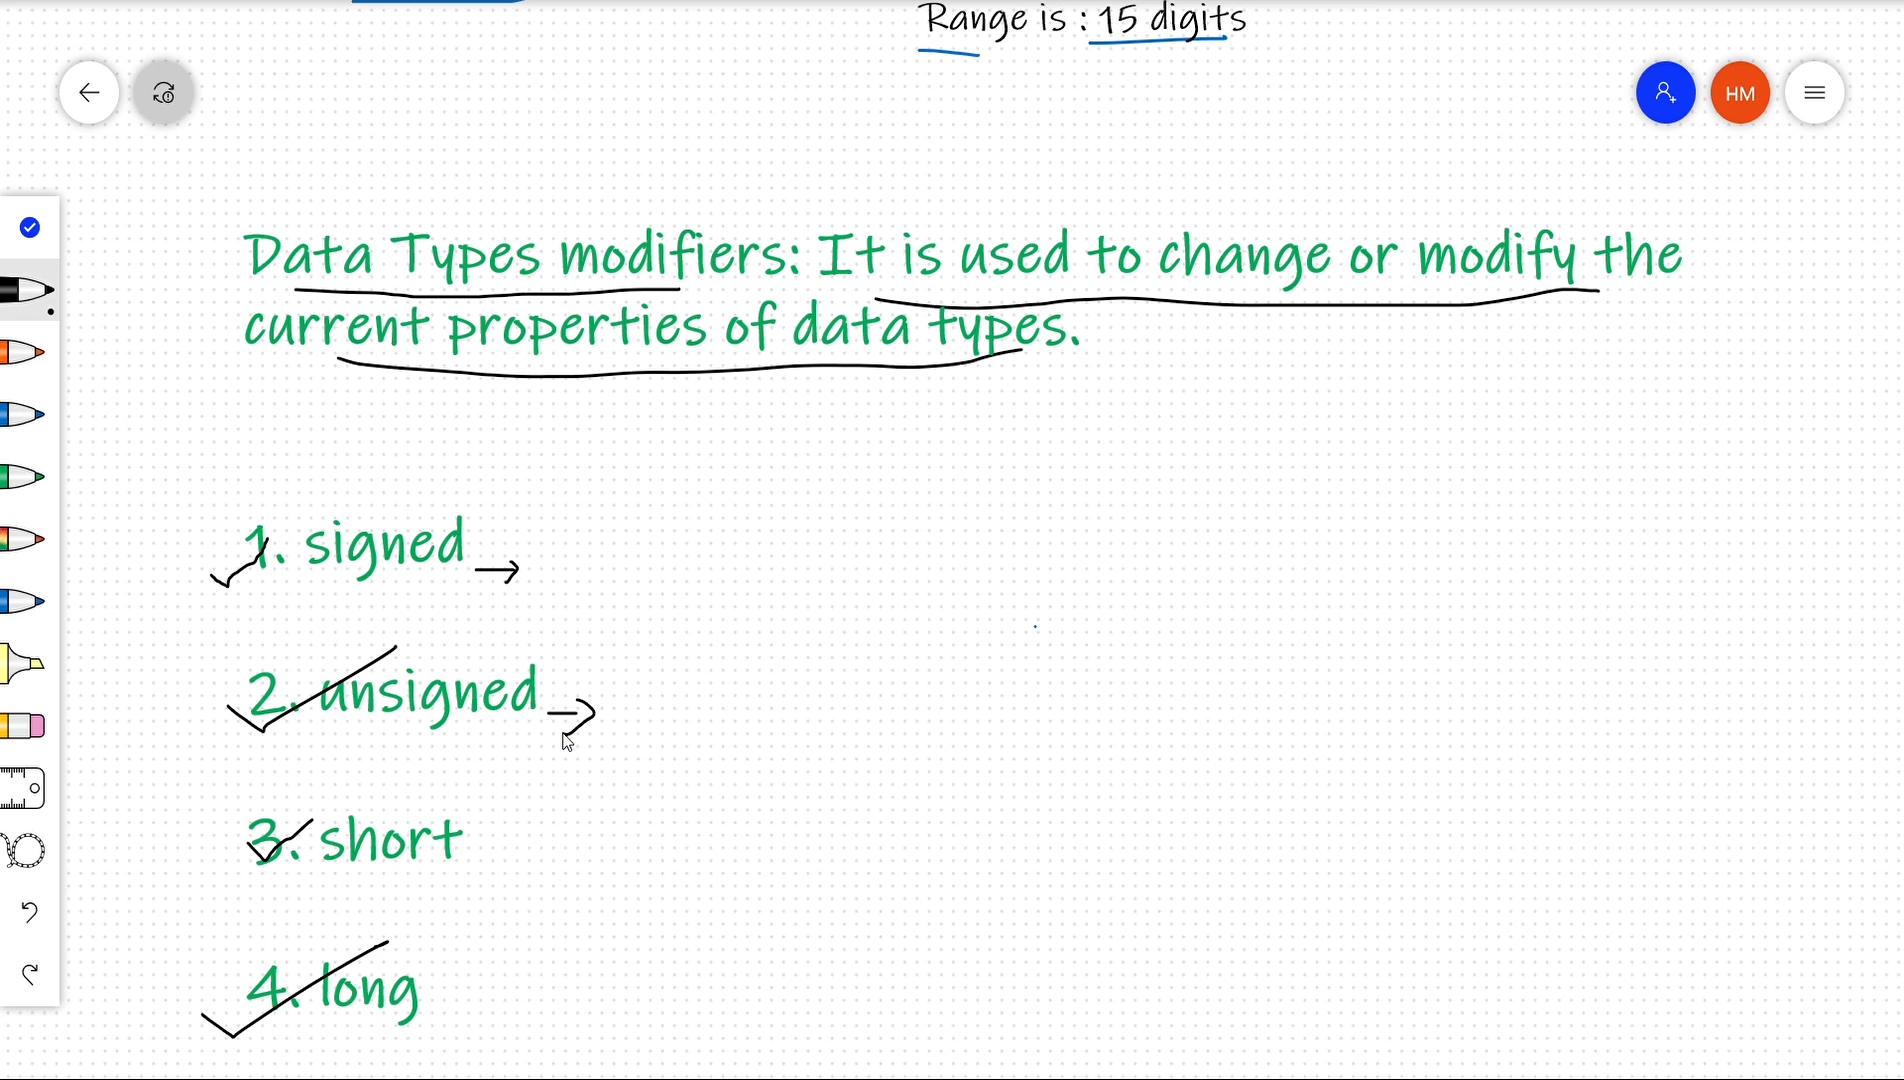 Range is : 15 digits
HM
Data Types modifiers: It is used to change or modify the
current properties of data types.
1. signed
2. unsigned
3. short
4. long